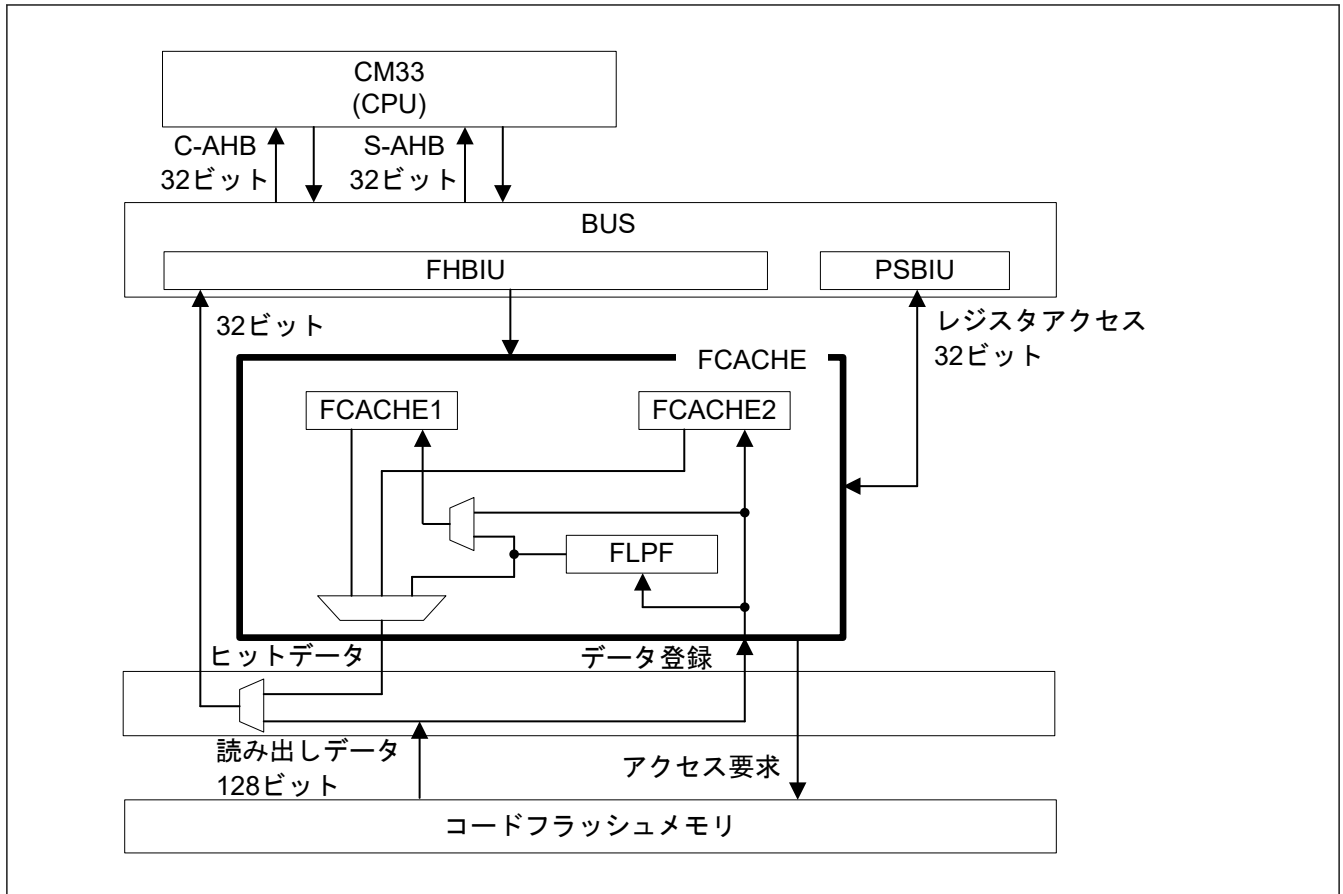 CM33
(CPU)
C-AHB
32ビット
S-AHB
32ビット
BUS
FHBIU
PSBIU
32ビット
レジスタアクセス
32ビット
FCACHE
FCACHE1
FCACHE2
FLPF
ヒットデータ
データ登録
読み出しデータ
128ビット
アクセス要求
コードフラッシュメモリ